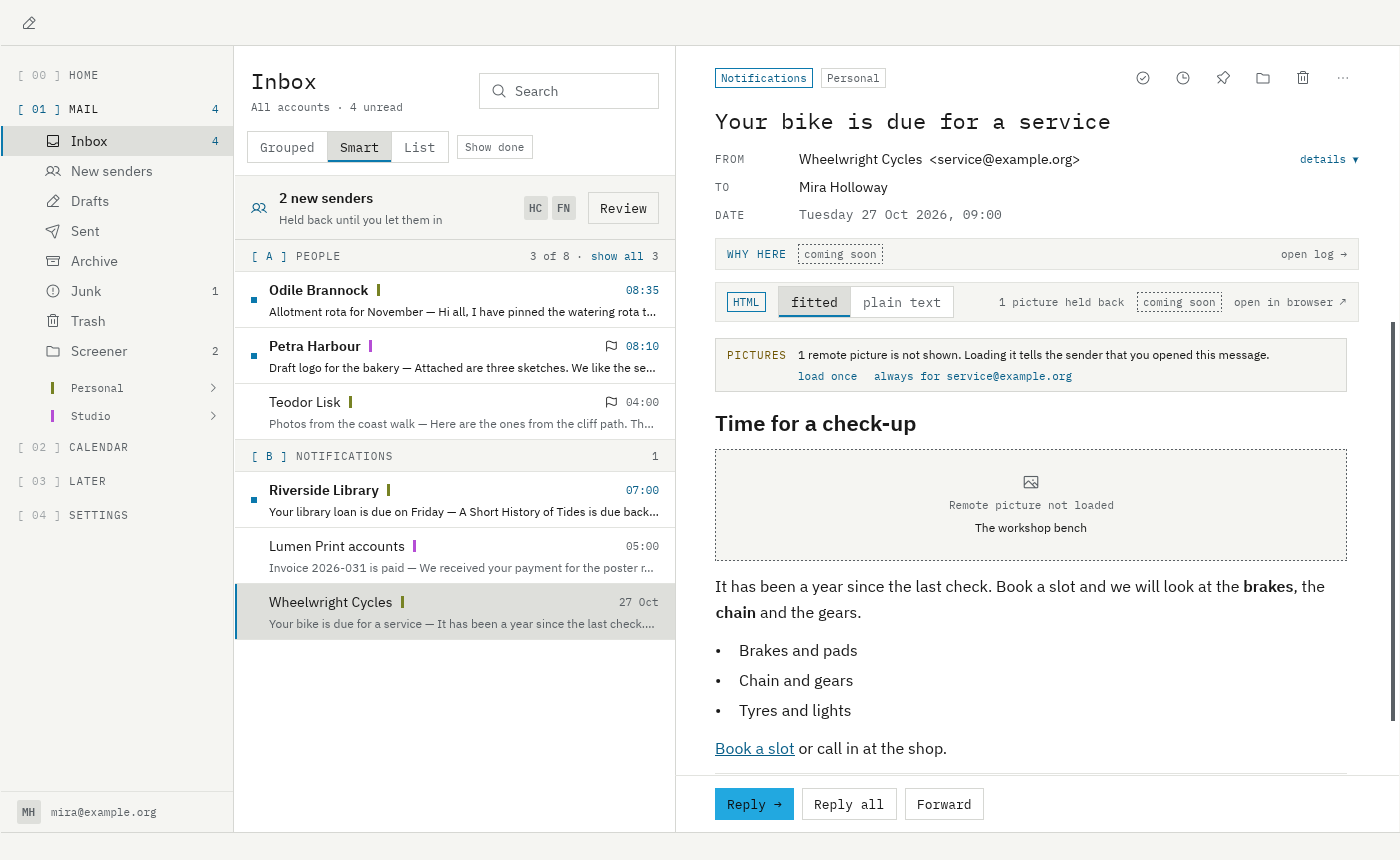 [ 00 ] HOME
[ 01 ] MAIL 4
Inbox 4
New senders
Drafts
Sent
Archive
Junk 1
Trash
Screener 2
Personal
Studio
[ 02 ] CALENDAR
[ 03 ] LATER
[ 04 ] SETTINGS
MH mira@example.org
Inbox
All accounts · 4 unread
Search
Grouped Smart List Show done
2 new senders
Held back until you let them in
HC FN Review
[ A ] PEOPLE 3 of 8 · show all 3
Odile Brannock 08:35
Allotment rota for November — Hi all, I have pinned the watering rota t…
Petra Harbour 08:10
Draft logo for the bakery — Attached are three sketches. We like the se…
Teodor Lisk 04:00
Photos from the coast walk — Here are the ones from the cliff path. Th…
[ B ] NOTIFICATIONS 1
Riverside Library 07:00
Your library loan is due on Friday — A Short History of Tides is due back…
Lumen Print accounts 05:00
Invoice 2026-031 is paid — We received your payment for the poster r…
Wheelwright Cycles 27 Oct
Your bike is due for a service — It has been a year since the last check.…
Notifications Personal
Your bike is due for a service
FROM Wheelwright Cycles <service@example.org> details ▾
TO Mira Holloway
DATE Tuesday 27 Oct 2026, 09:00
WHY HERE coming soon open log →
HTML fitted plain text 1 picture held back coming soon open in browser ↗
PICTURES 1 remote picture is not shown. Loading it tells the sender that you opened this message.
load once always for service@example.org
Time for a check-up
Remote picture not loaded
The workshop bench
It has been a year since the last check. Book a slot and we will look at the brakes, the
chain and the gears.
• Brakes and pads
• Chain and gears
• Tyres and lights
Book a slot or call in at the shop.
Reply → Reply all Forward